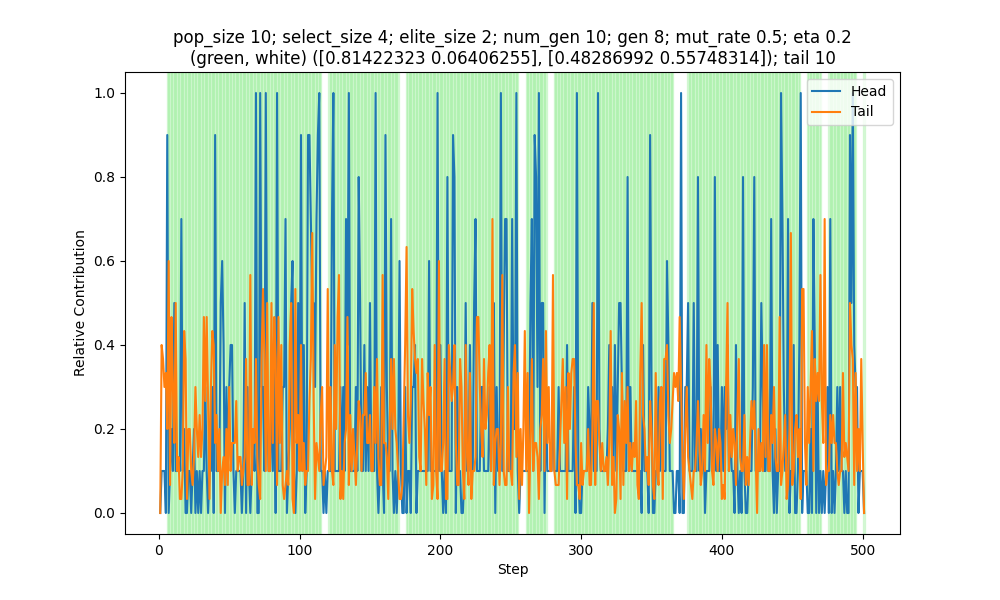 pop_size 10; select_size 4; elite_size 2; num_gen 10; gen 8; mut_rate 0.5; eta 0.2
(green, white) ([0.81422323 0.06406255], [0.48286992 0.55748314]); tail 10
Head
Tail
1.0
0.8
0.6
0.4
0.2
0.0
Relative Contribution
0 100 200 300 400 500
Step